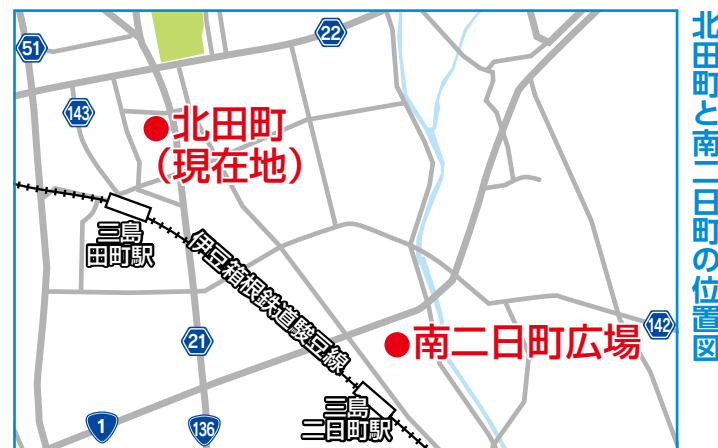 北田町と南二日町の位置図
51
22
143
北田町
（現在地）
三島
田町駅
伊豆箱根鉄道駿豆線
21
142
南二日町広場
1
136
三島
二日町駅